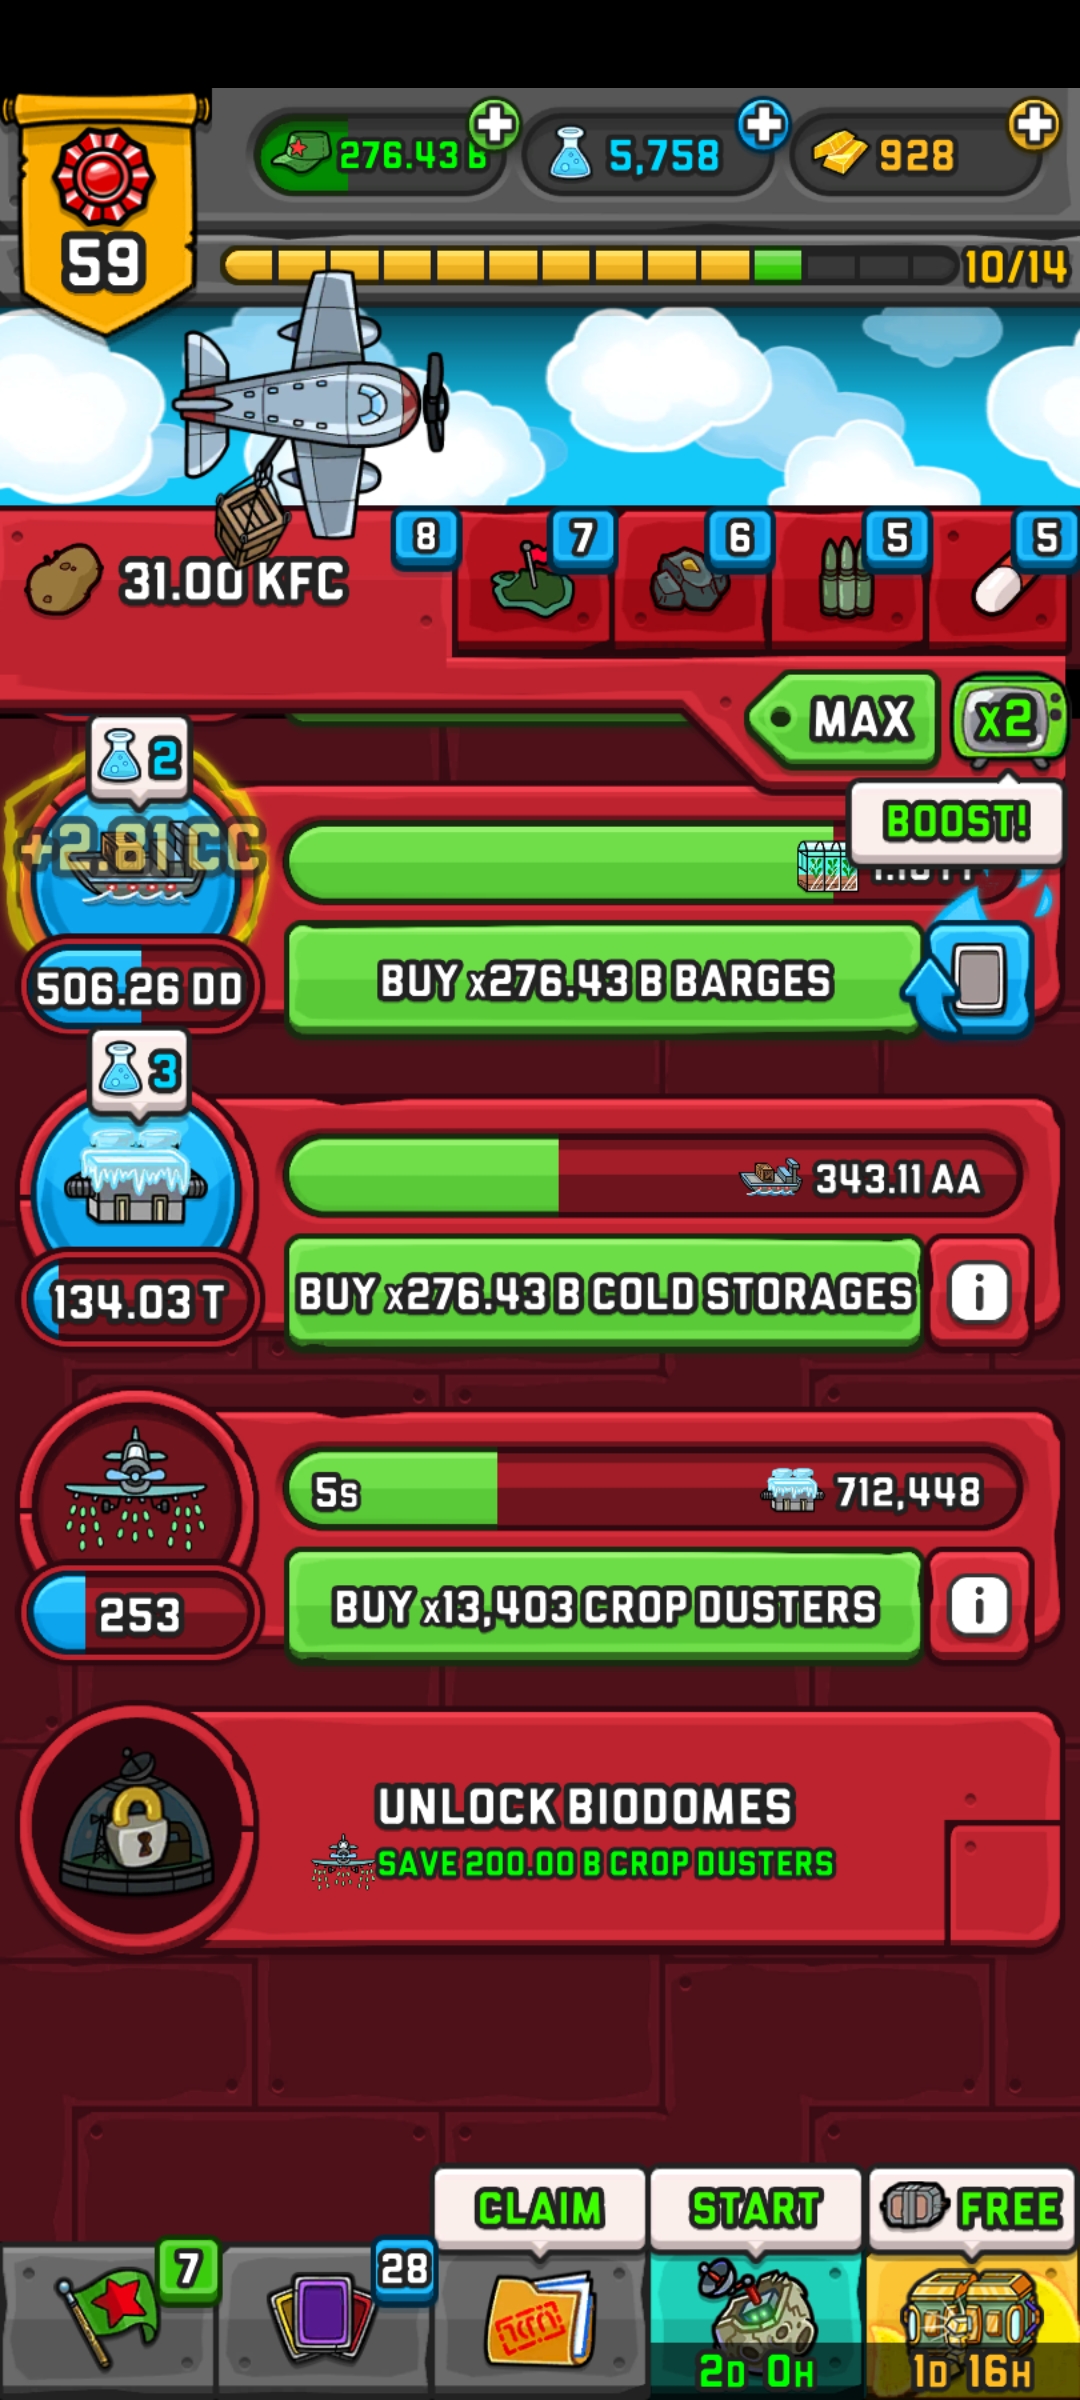 276.43 B
5,758
928
59
10/14
31.00 KFC
8
7
6
5
5
MAX
x2
BOOST!
2
+2.81 CC
506.26 DD
BUY x276.43 B BARGES
3
343.11 AA
134.03 T
BUY x276.43 B COLD STORAGES
i
5s
712,448
253
BUY x13,403 CROP DUSTERS
i
UNLOCK BIODOMES
SAVE 200.00 B CROP DUSTERS
CLAIM
START
FREE
7
28
2D 0H
1D 16H